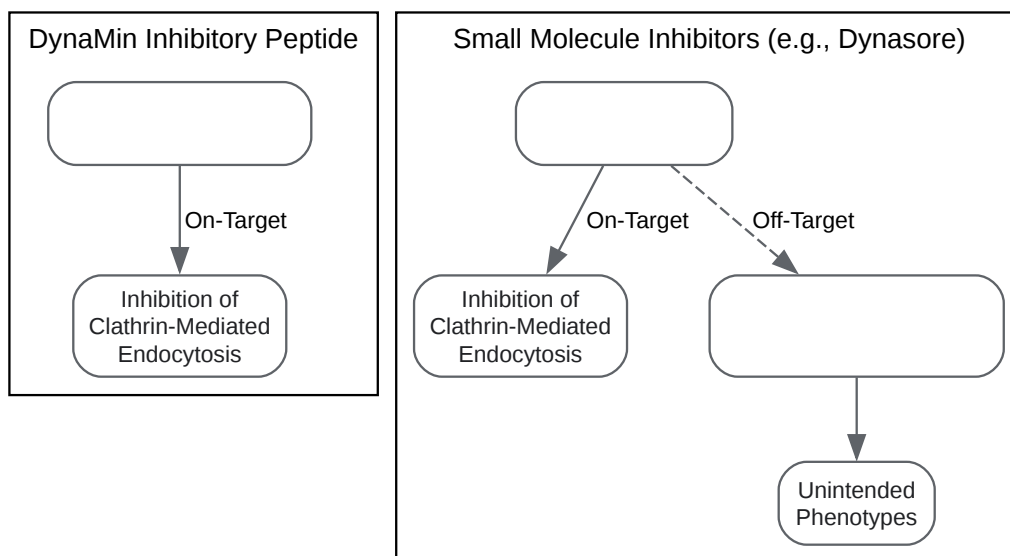 DynaMin Inhibitory Peptide
On-Target
Inhibition of
Clathrin-Mediated
Endocytosis
Small Molecule Inhibitors (e.g., Dynasore)
On-Target
Off-Target
Inhibition of
Clathrin-Mediated
Endocytosis
Unintended
Phenotypes